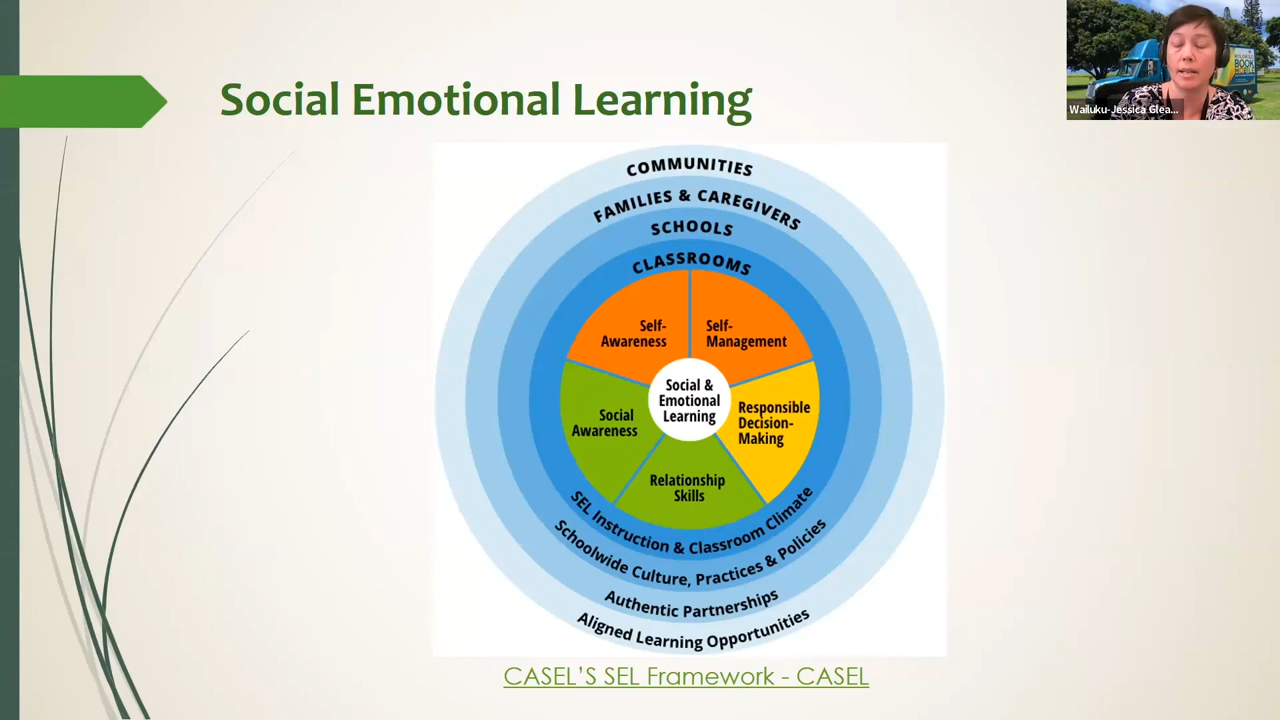 Social Emotional Learning
BOOK
Wailuku-Jessica Glea...
COMMUNITIES
FAMILIES & CAREGIVERS
SCHOOLS
CLASSROOMS
Self-
Awareness
Self-
Management
Social &
Emotional
Learning
Social
Awareness
Responsible
Decision-
Making
Relationship
Skills
SEL Instruction & Classroom Climate
Schoolwide Culture, Practices & Policies
Authentic Partnerships
Aligned Learning Opportunities
CASEL’S SEL Framework - CASEL